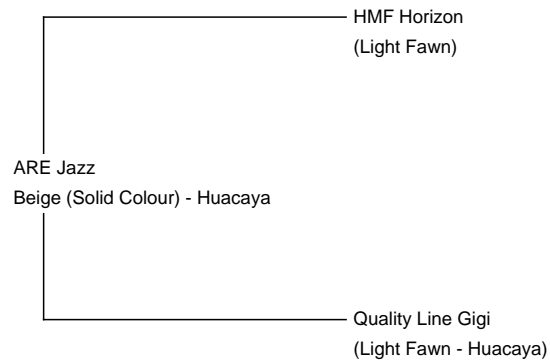 HMF Horizon
(Light Fawn)
ARE Jazz
Beige (Solid Colour) - Huacaya
Quality Line Gigi
(Light Fawn - Huacaya)